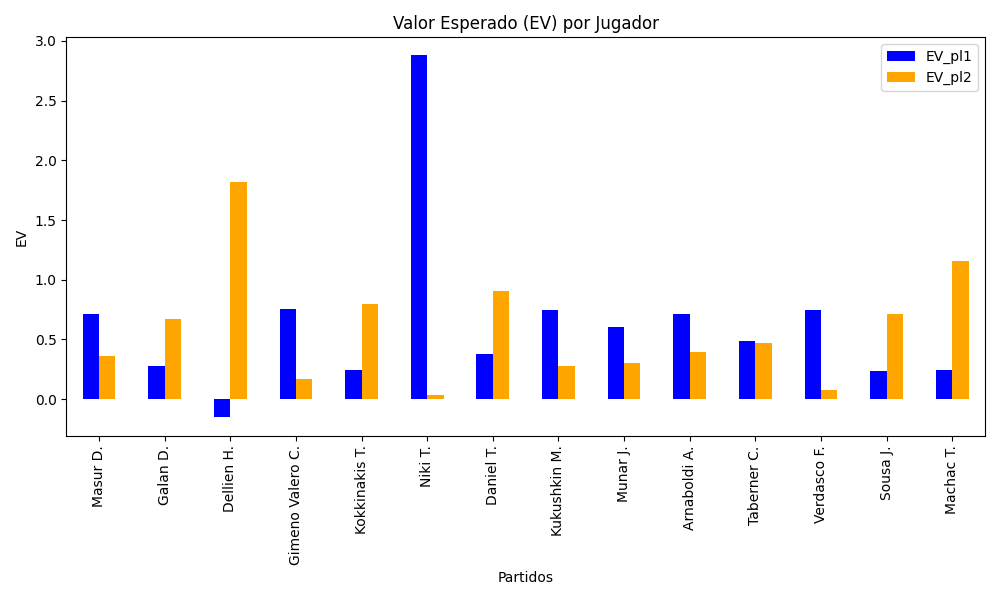 Valor Esperado (EV) por Jugador
EV_pl1
EV_pl2
EV
3.0
2.5
2.0
1.5
1.0
0.5
0.0
Masur D.
Galan D.
Dellien H.
Gimeno Valero C.
Kokkinakis T.
Niki T.
Daniel T.
Kukushkin M.
Munar J.
Arnaboldi A.
Taberner C.
Verdasco F.
Sousa J.
Machac T.
Partidos